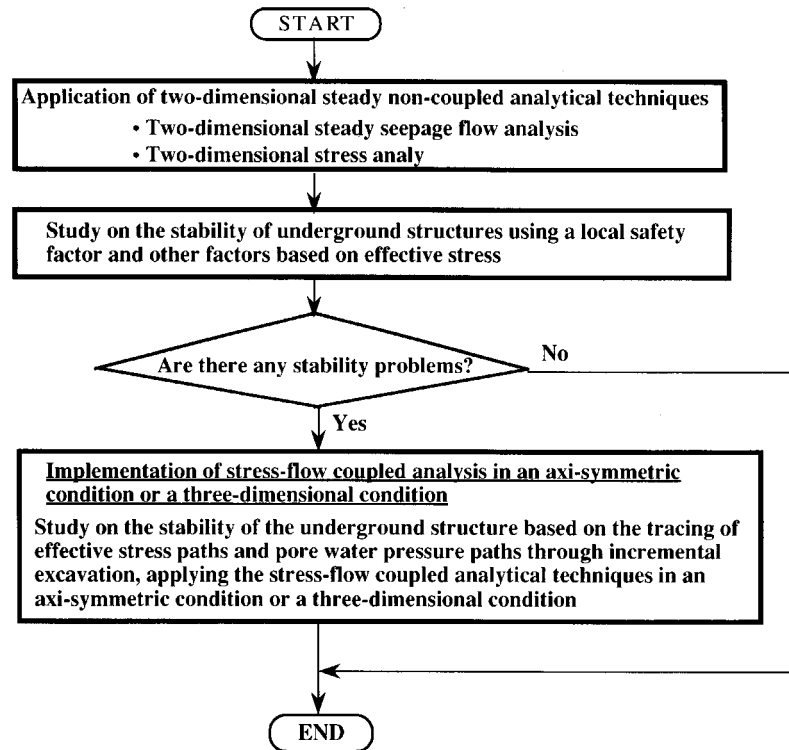 START
Application of two-dimensional steady non-coupled analytical techniques
• Two-dimensional steady seepage flow analysis
• Two-dimensional stress analy
Study on the stability of underground structures using a local safety
factor and other factors based on effective stress
Are there any stability problems?
No
Yes
Implementation of stress-flow coupled analysis in an axi-symmetric
condition or a three-dimensional condition
Study on the stability of the underground structure based on the tracing of
effective stress paths and pore water pressure paths through incremental
excavation, applying the stress-flow coupled analytical techniques in an
axi-symmetric condition or a three-dimensional condition
END